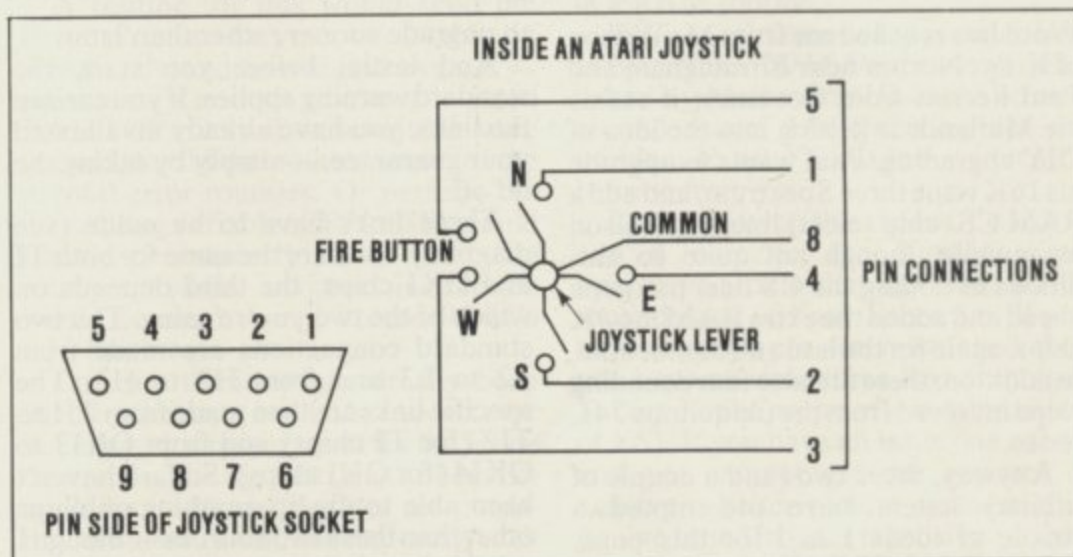 INSIDE AN ATARI JOYSTICK
5
N
1
COMMON
8
FIRE BUTTON
4
PIN CONNECTIONS
E
W
JOYSTICK LEVER
S
2
3
5 4 3 2 1
9 8 7 6
PIN SIDE OF JOYSTICK SOCKET